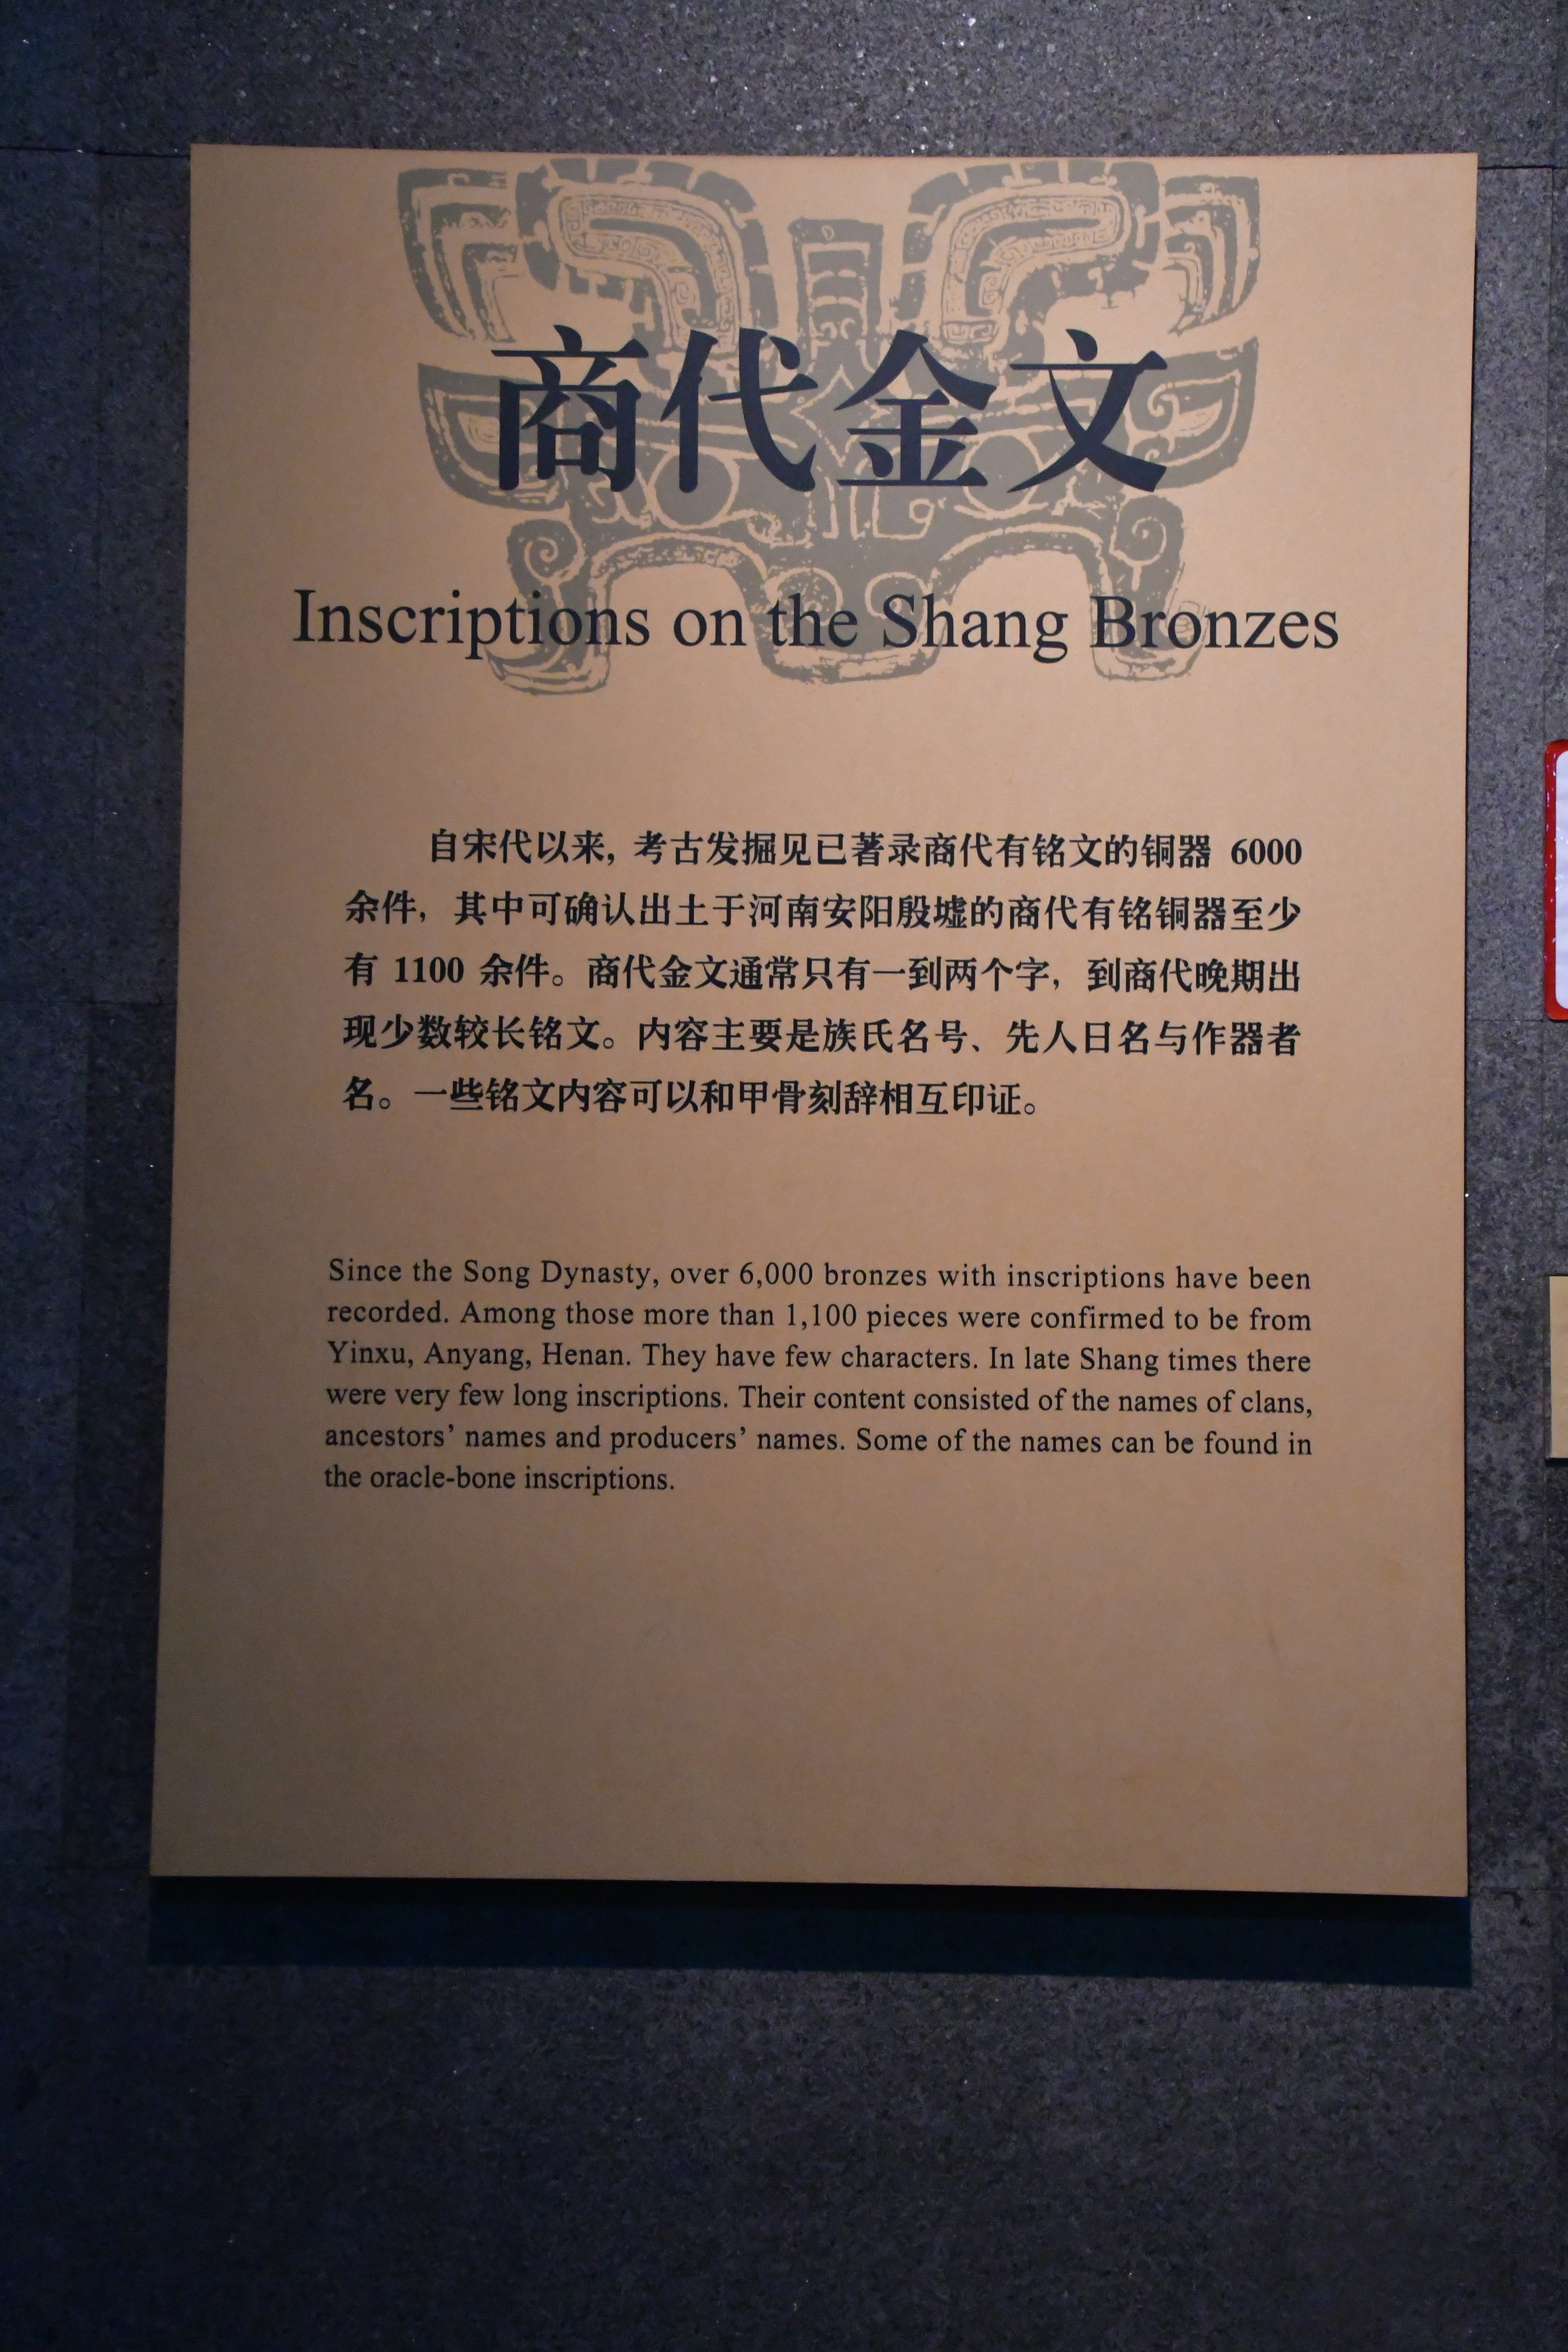 商代金文
Inscriptions on the Shang Bronzes
自宋代以来，考古发掘见已著录商代有铭文的铜器 6000
余件，其中可确认出土于河南安阳殷墟的商代有铭铜器至少
有 1100 余件。商代金文通常只有一到两个字，到商代晚期出
现少数较长铭文。内容主要是族氏名号、先人日名与作器者
名。一些铭文内容可以和甲骨刻辞相互印证。
Since the Song Dynasty, over 6,000 bronzes with inscriptions have been
recorded. Among those more than 1,100 pieces were confirmed to be from
Yinxu, Anyang, Henan. They have few characters. In late Shang times there
were very few long inscriptions. Their content consisted of the names of clans,
ancestors’ names and producers’ names. Some of the names can be found in
the oracle-bone inscriptions.